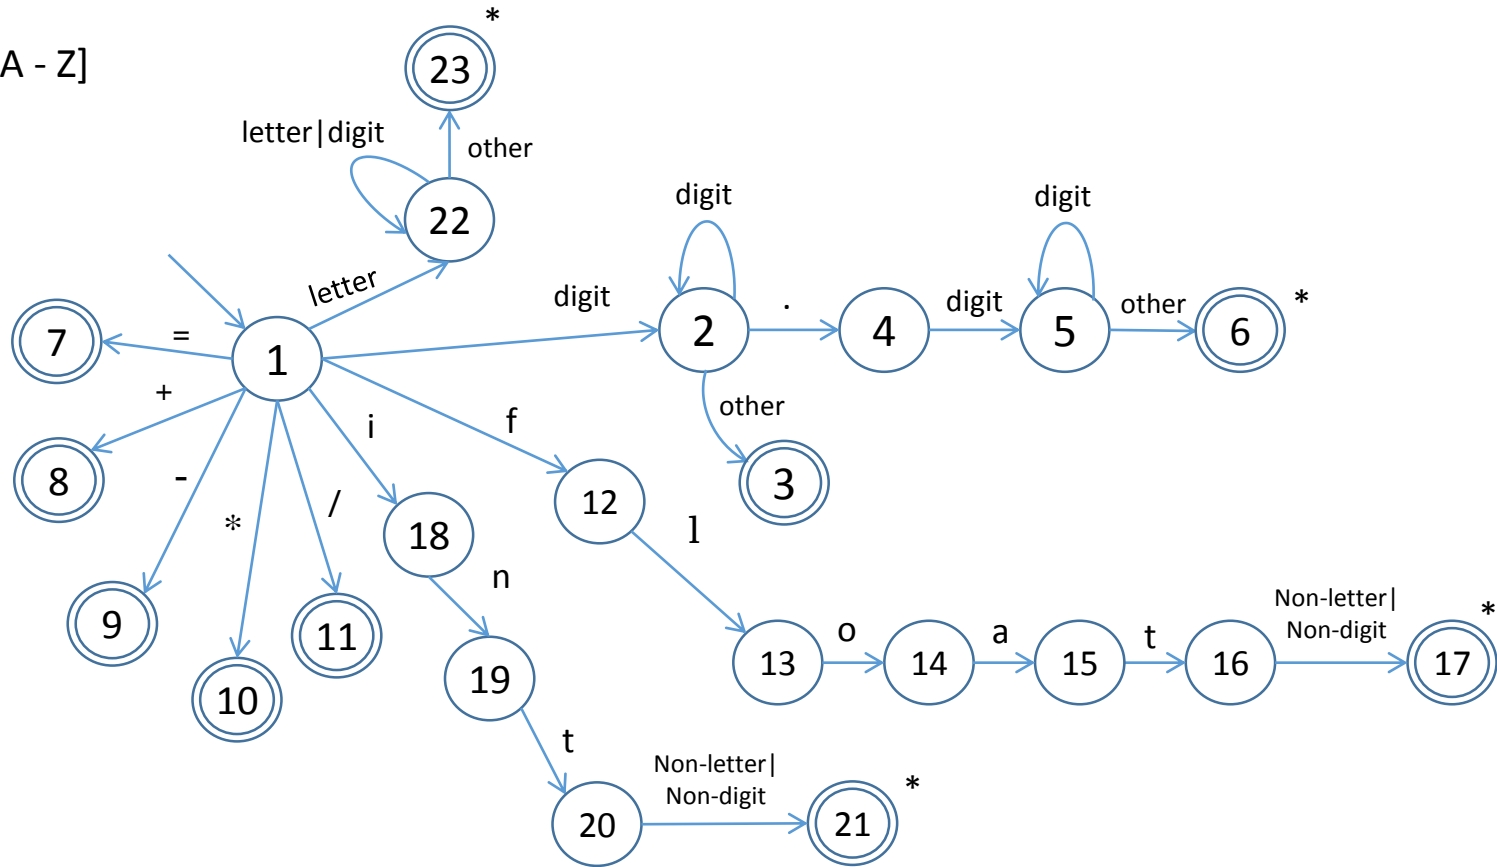 *
23
A - Z]
letter|digit
other
digit
digit
22
letter
digit
.
digit
other
*
7
=
1
2
4
5
6
+
f
other
i
8
-
*
/
18
12
3
l
n
9
11
Non-letter|
Non-digit
*
10
19
13
o
14
a
15
t
16
17
t
Non-letter|
Non-digit
*
20
21